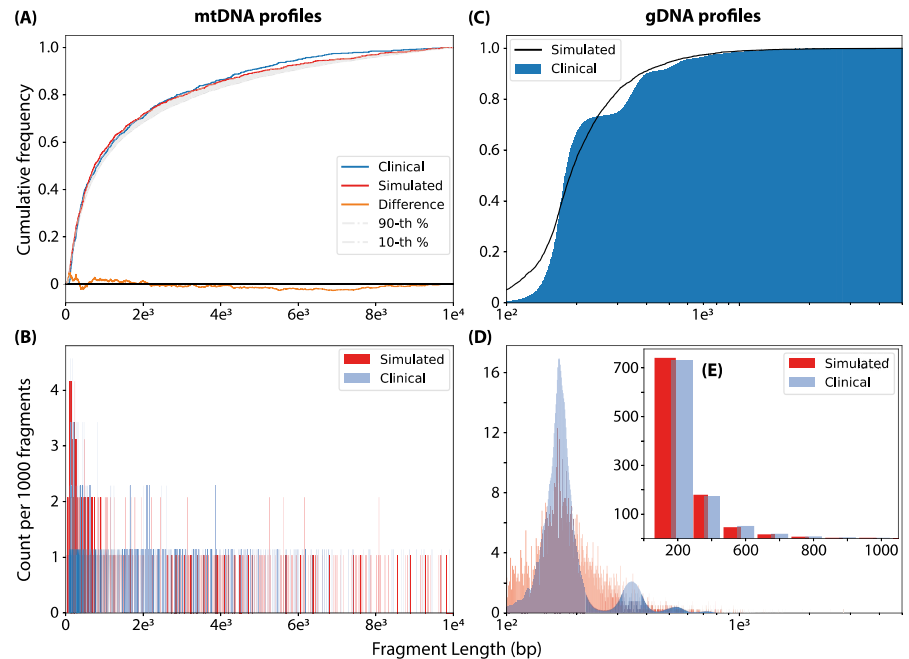 mtDNA profiles
gDNA profiles
(A)
1.0
0.8
0.6
0.4
0.2
0
Cumulative frequency
Clinical
Simulated
Difference
90-th %
10-th %
0
2e³
4e³
6e³
8e³
1e⁴
(C)
1.0
0.8
0.6
0.4
0.2
0.0
Simulated
Clinical
1e²
1e³
(B)
4
3
2
1
0
Count per 1000 fragments
Simulated
Clinical
0
2e³
4e³
6e³
8e³
1e⁴
(D)
16
12
8
4
0
1e²
1e³
(E)
700
500
300
100
Simulated
Clinical
200
400
600
800
1000
Fragment Length (bp)